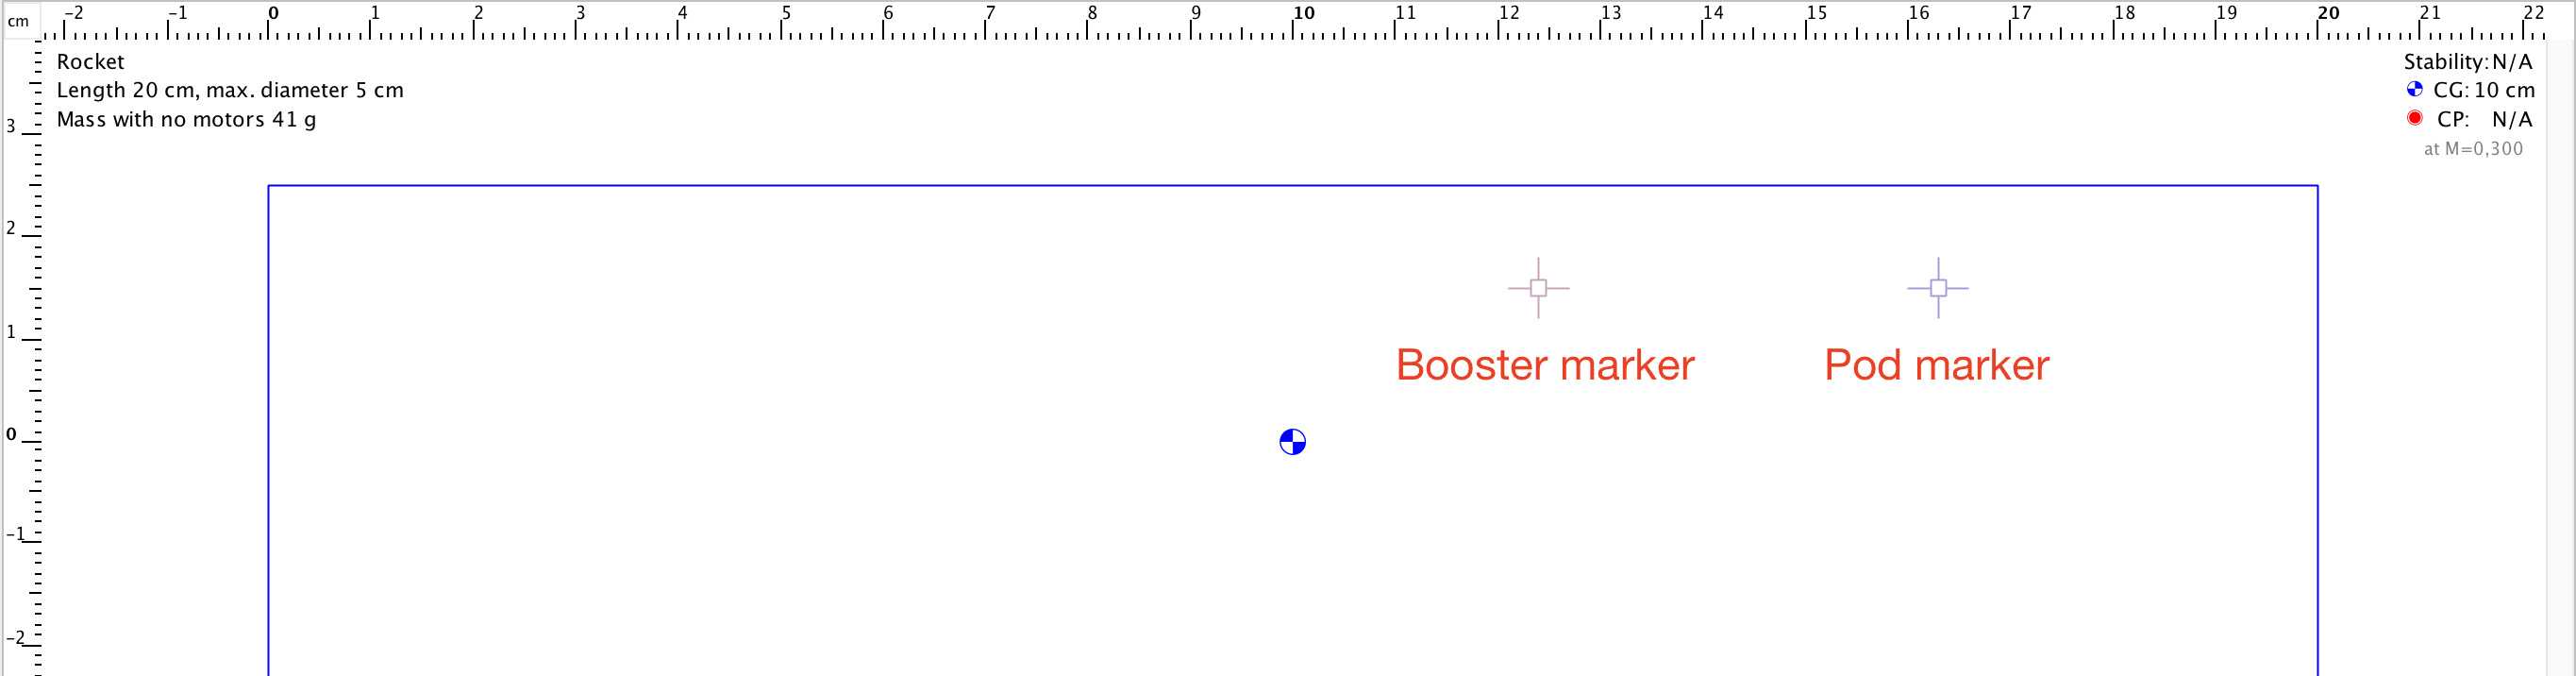 cm
-2 -1 0 1 2 3 4 5 6 7 8 9 10 11 12 13 14 15 16 17 18 19 20 21 22
Rocket
Length 20 cm, max. diameter 5 cm
Mass with no motors 41 g
Stability: N/A
CG: 10 cm
CP: N/A
at M=0,300
3
2
1
0
-1
-2
Booster marker
Pod marker